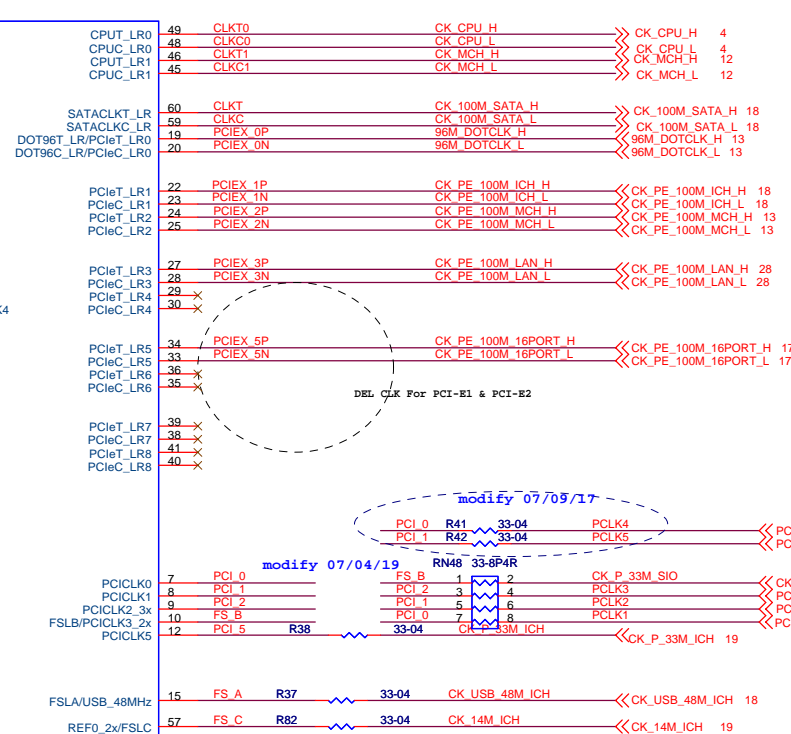 CPUT_LR0 49 CLKT0 CK_CPU_H CK_CPU_H 4
CPUC_LR0 48 CLKC0 CK_CPU_L CK_CPU_L 4
CPUT_LR1 46 CLKT1 CK_MCH_H CK_MCH_H 12
CPUC_LR1 45 CLKC1 CK_MCH_L CK_MCH_L 12
SATACLKT_LR 60 CLKT CK_100M_SATA_H CK_100M_SATA_H 18
SATACLKC_LR 59 CLKC CK_100M_SATA_L CK_100M_SATA_L 18
DOT96T_LR/PCIeT_LR0 19 PCIEX_0P 96M_DOTCLK_H 96M_DOTCLK_H 13
DOT96C_LR/PCIeC_LR0 20 PCIEX_0N 96M_DOTCLK_L 96M_DOTCLK_L 13
PCIeT_LR1 22 PCIEX_1P CK_PE_100M_ICH_H CK_PE_100M_ICH_H 18
PCIeC_LR1 23 PCIEX_1N CK_PE_100M_ICH_L CK_PE_100M_ICH_L 18
PCIeT_LR2 24 PCIEX_2P CK_PE_100M_MCH_H CK_PE_100M_MCH_H 13
PCIeC_LR2 25 PCIEX_2N CK_PE_100M_MCH_L CK_PE_100M_MCH_L 13
PCIeT_LR3 27 PCIEX_3P CK_PE_100M_LAN_H CK_PE_100M_LAN_H 28
PCIeC_LR3 28 PCIEX_3N CK_PE_100M_LAN_L CK_PE_100M_LAN_L 28
PCIeT_LR4 29
PCIeC_LR4 30
PCIeT_LR5 34 PCIEX_5P CK_PE_100M_16PORT_H CK_PE_100M_16PORT_H 17
PCIeC_LR5 33 PCIEX_5N CK_PE_100M_16PORT_L CK_PE_100M_16PORT_L 17
PCIeT_LR6 36
PCIeC_LR6 35
DEL CLK For PCI-E1 & PCI-E2
PCIeT_LR7 39
PCIeC_LR7 38
PCIeT_LR8 41
PCIeC_LR8 40
modify 07/09/17
PCI_0 R41 33-04 PCLK4 PC
PCI_1 R42 33-04 PCLK5 PC
modify 07/04/19 RN48 33-8P4R
PCICLK0 7 PCI_0 FS_B 1 2 CK_P_33M_SIO CK
PCICLK1 8 PCI_1 PCI_2 3 4 PCLK3 PC
PCICLK2_3x 9 PCI_2 PCI_1 5 6 PCLK2 PC
FSLB/PCICLK3_2x 10 FS_B PCI_0 7 8 PCLK1 PC
PCICLK5 12 PCI_5 R38 33-04 CK_P_33M_ICH CK_P_33M_ICH 19
FSLA/USB_48MHz 15 FS_A R37 33-04 CK_USB_48M_ICH CK_USB_48M_ICH 18
REF0_2x/FSLC 57 FS_C R82 33-04 CK_14M_ICH CK_14M_ICH 19